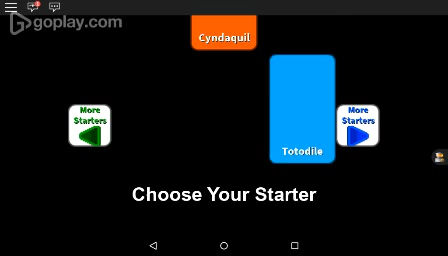 goplay.com
Cyndaquil
More
Starters
More
Starters
Totodile
Choose Your Starter